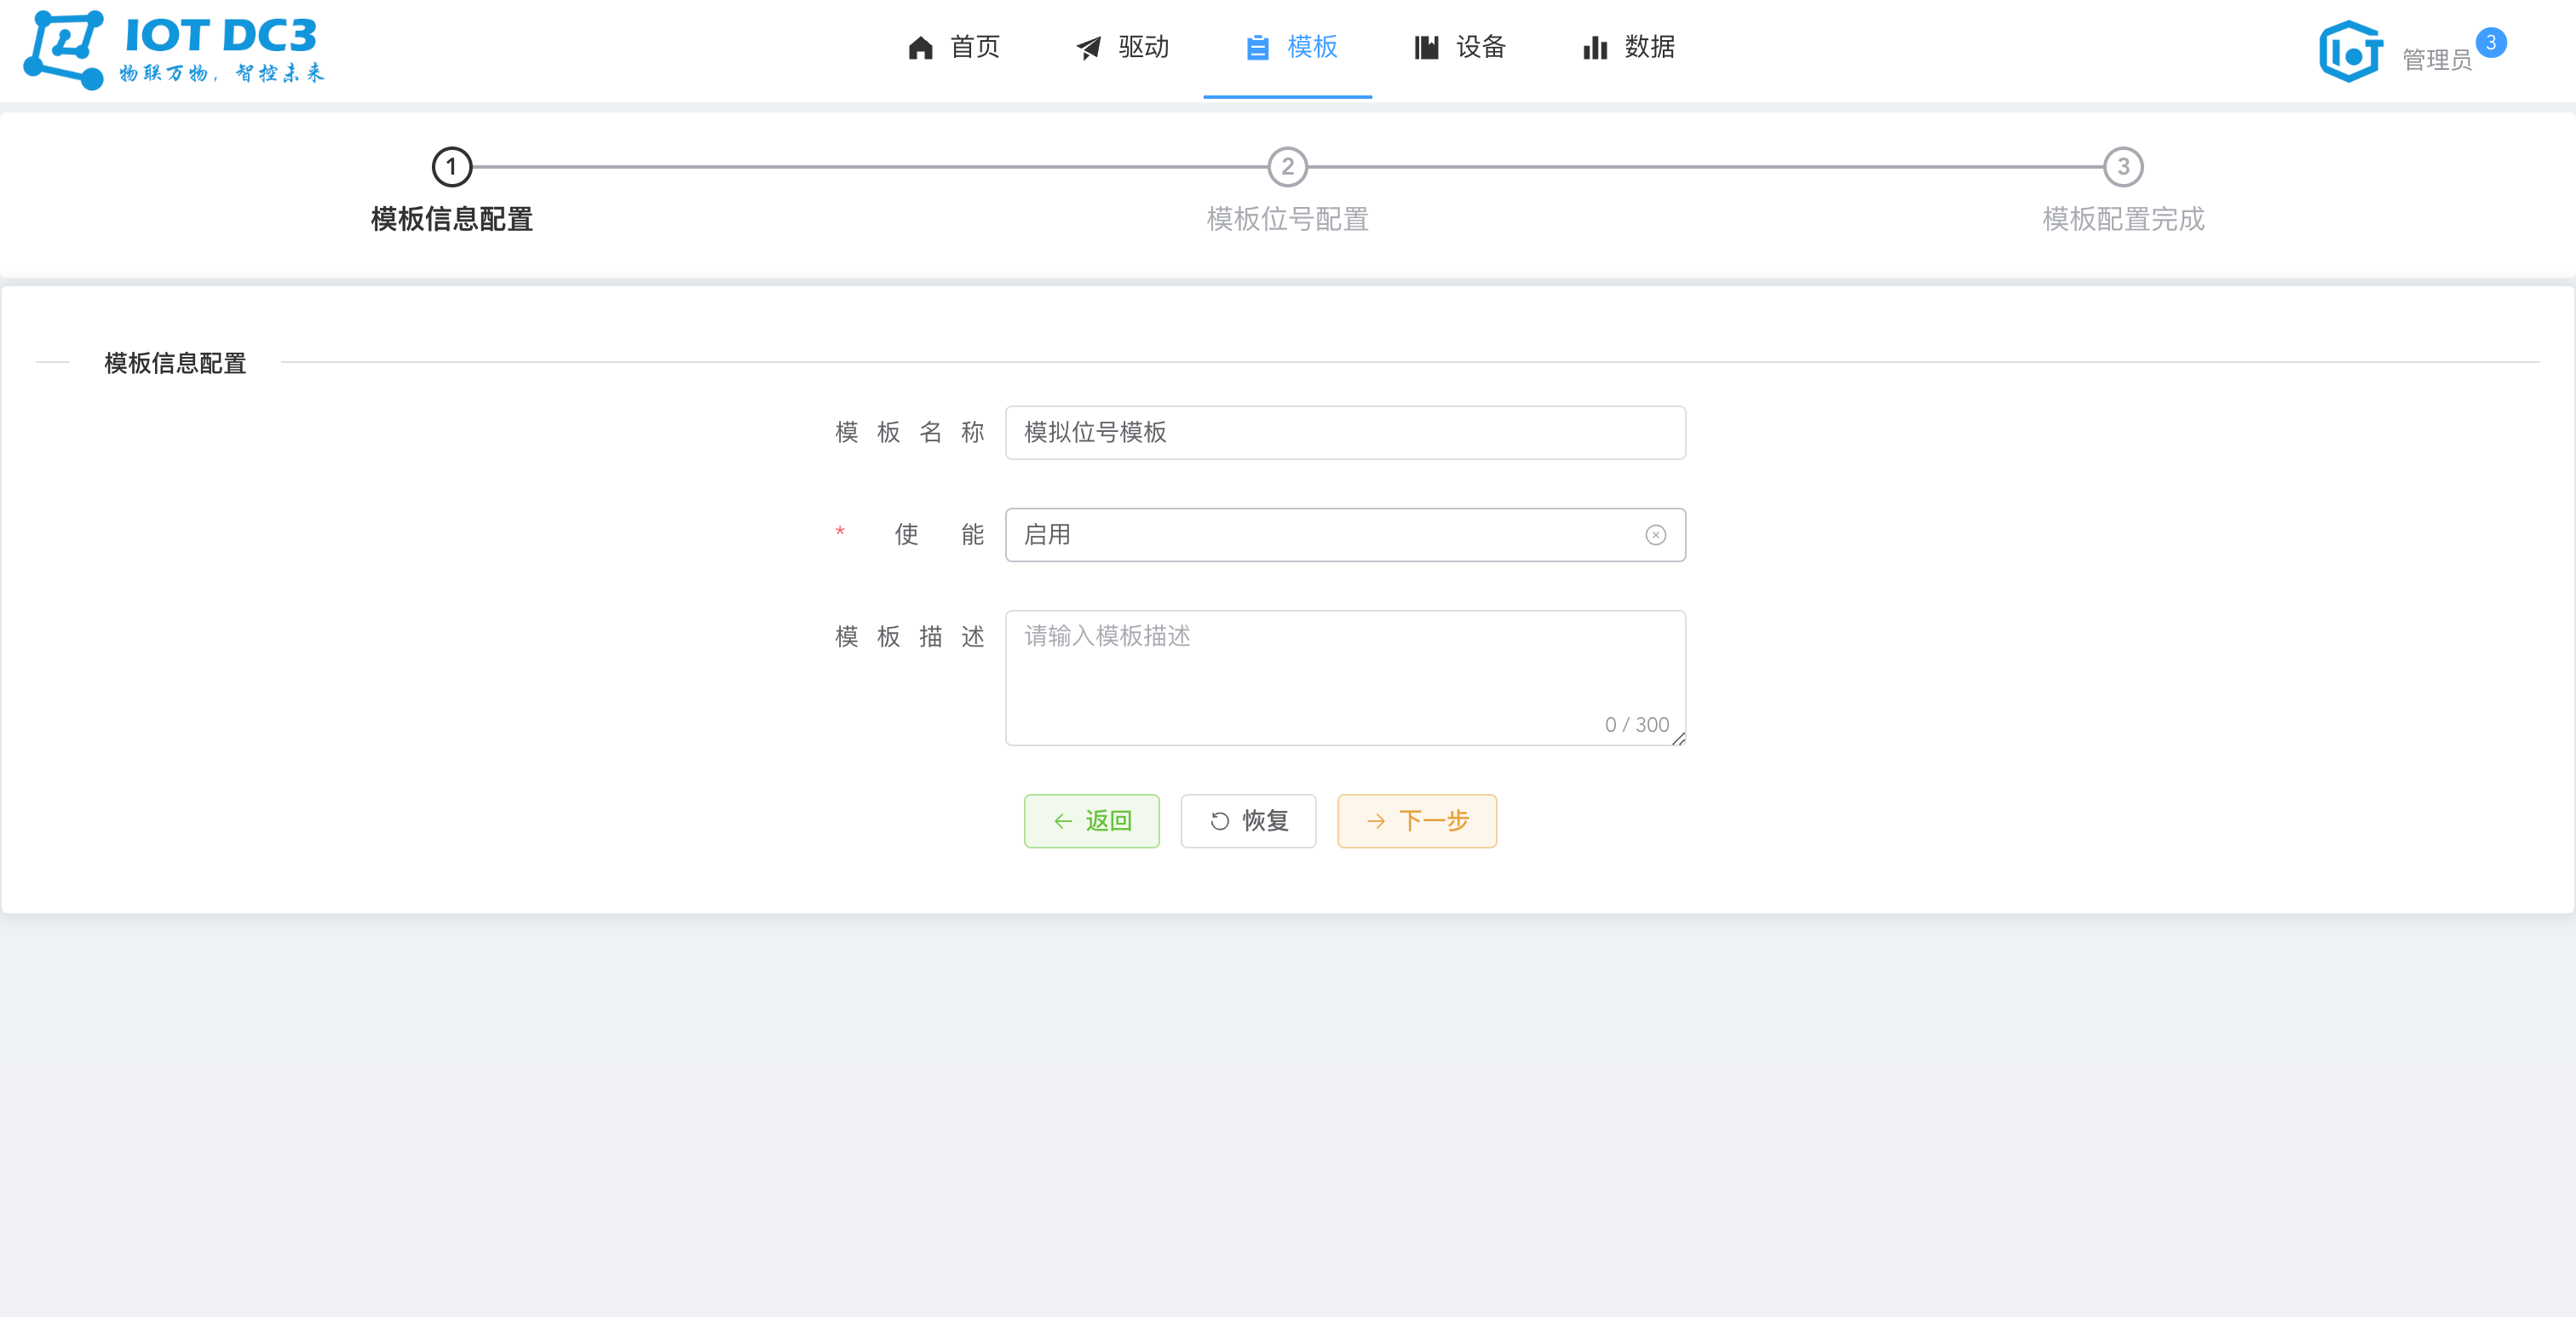 IOT DC3
物联万物，智控未来
首页 驱动 模板 设备 数据
管理员 3
1 2 3
模板信息配置 模板位号配置 模板配置完成
模板信息配置
模板名称 模拟位号模板
* 使能 启用
模板描述 请输入模板描述
0 / 300
返回 恢复 下一步